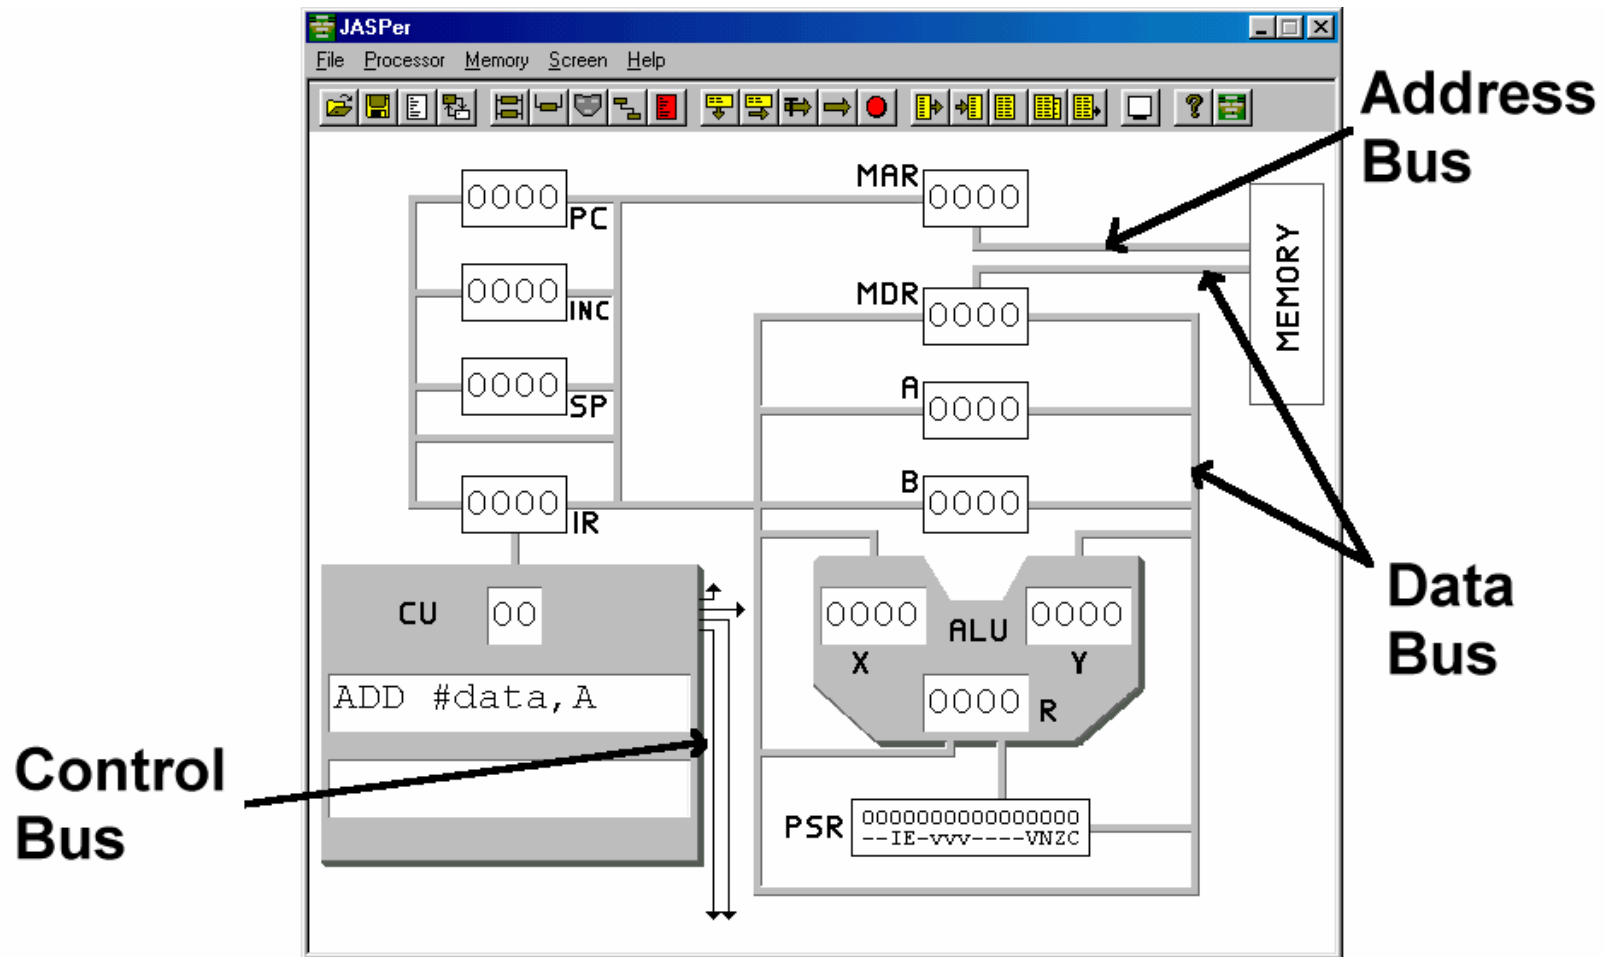 JASPer
File Processor Memory Screen Help
Address
Bus
MAR
0000
0000
PC
MEMORY
0000
INC
MDR
0000
0000
SP
A
0000
0000
IR
B
0000
Data
Bus
CU
00
0000
ALU
0000
X
Y
ADD #data,A
0000
R
Control
Bus
PSR
0000000000000000
--IE-vvv----VNZC